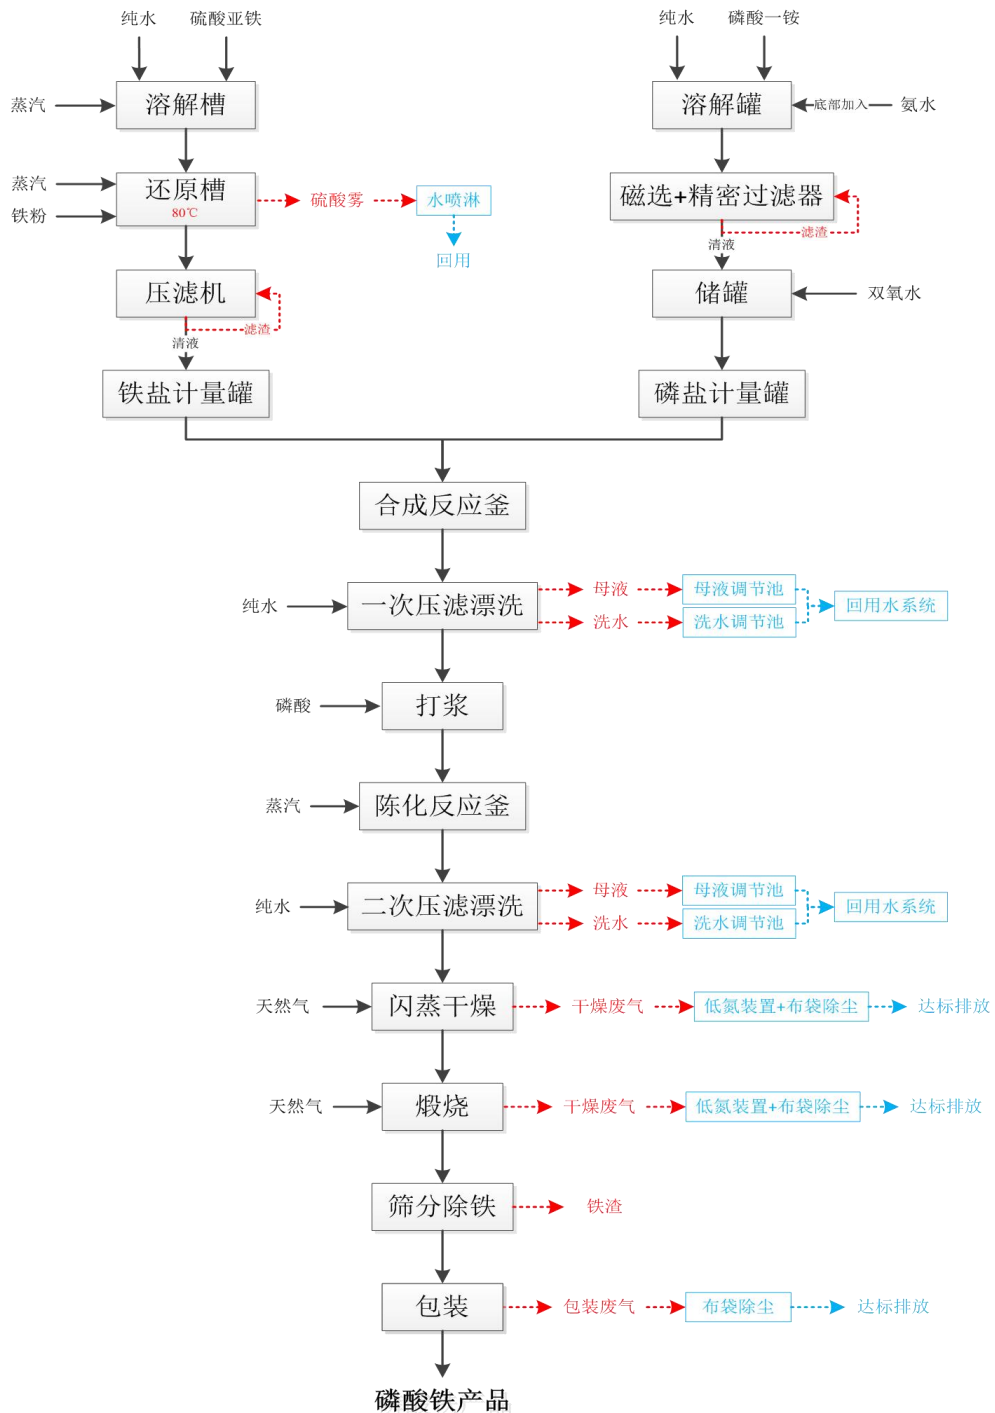 纯水 硫酸亚铁 纯水 磷酸一铵
蒸汽 溶解槽 溶解罐 底部加入 氨水
蒸汽 还原槽 硫酸雾 水喷淋 磁选+精密过滤器
铁粉 80℃
滤渣
清液
回用
压滤机 储罐 双氧水
滤渣
清液
铁盐计量罐 磷盐计量罐
合成反应釜
纯水 一次压滤漂洗 母液 母液调节池 回用水系统
洗水 洗水调节池
磷酸 打浆
蒸汽 陈化反应釜
纯水 二次压滤漂洗 母液 母液调节池 回用水系统
洗水 洗水调节池
天然气 闪蒸干燥 干燥废气 低氮装置+布袋除尘 达标排放
天然气 煅烧 干燥废气 低氮装置+布袋除尘 达标排放
筛分除铁 铁渣
包装 包装废气 布袋除尘 达标排放
磷酸铁产品